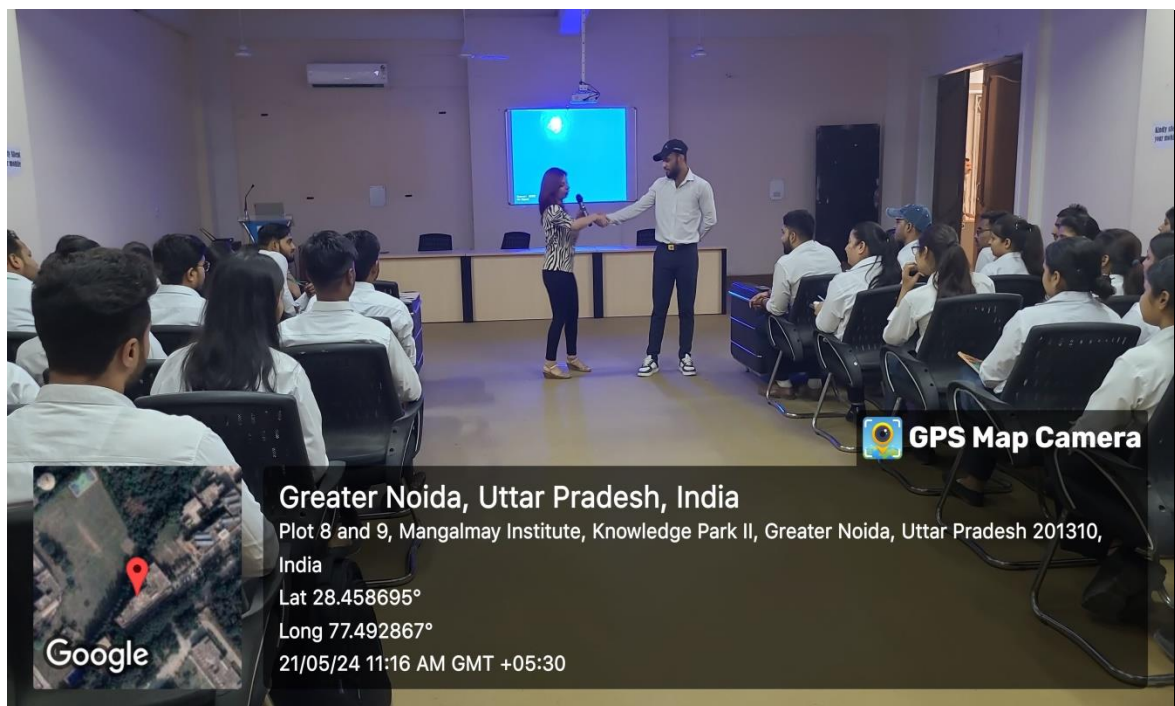 GPS Map Camera
Greater Noida, Uttar Pradesh, India
Plot 8 and 9, Mangalmay Institute, Knowledge Park II, Greater Noida, Uttar Pradesh 201310,
India
Lat 28.458695°
Long 77.492867°
21/05/24 11:16 AM GMT +05:30
Google